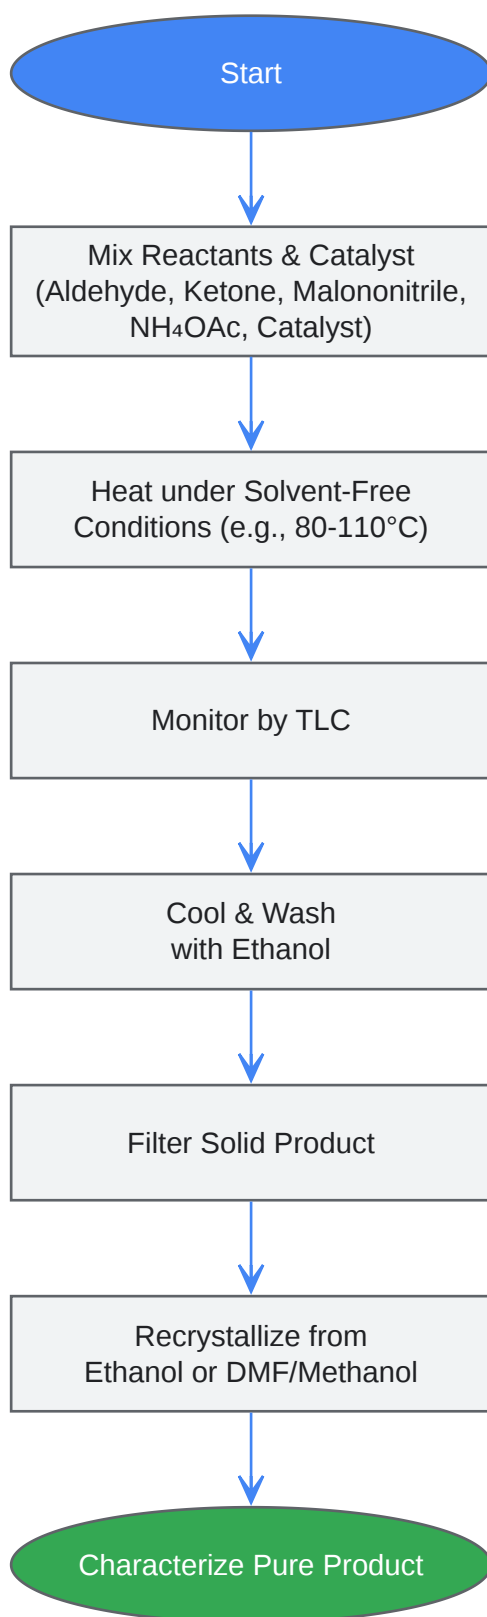 Start
Mix Reactants & Catalyst
(Aldehyde, Ketone, Malononitrile,
NH₄OAc, Catalyst)
Heat under Solvent-Free
Conditions (e.g., 80-110°C)
Monitor by TLC
Cool & Wash
with Ethanol
Filter Solid Product
Recrystallize from
Ethanol or DMF/Methanol
Characterize Pure Product